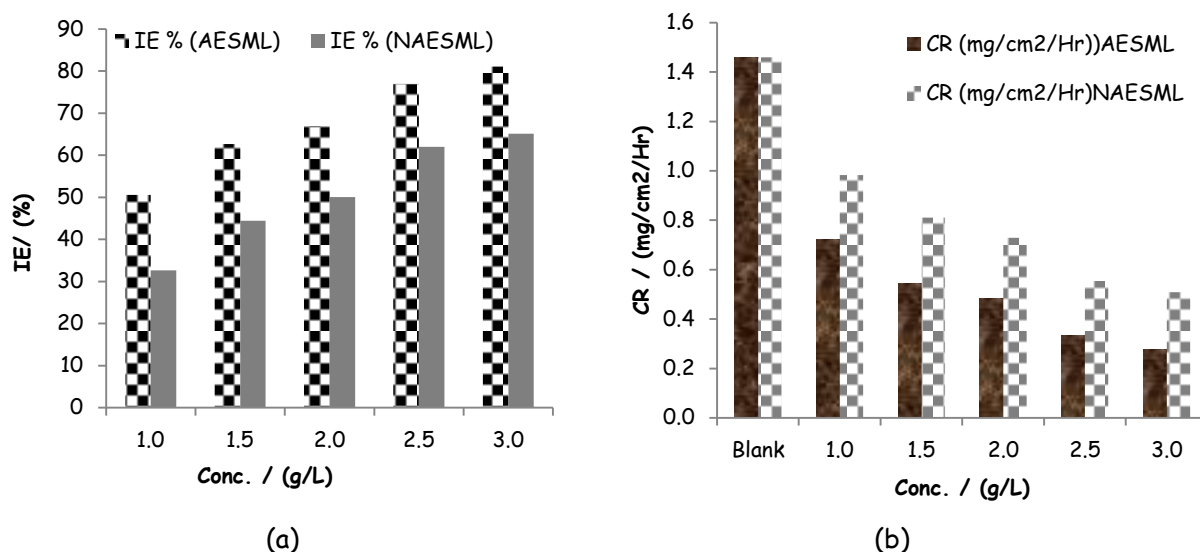 IE % (AESML) IE % (NAESML)
IE/ (%)
90
80
70
60
50
40
30
20
10
0
1.0 1.5 2.0 2.5 3.0
Conc. / (g/L)
(a)
CR (mg/cm2/Hr))AESML
CR (mg/cm2/Hr)NAESML
CR / (mg/cm2/Hr)
1.6
1.4
1.2
1.0
0.8
0.6
0.4
0.2
0.0
Blank 1.0 1.5 2.0 2.5 3.0
Conc. / (g/L)
(b)